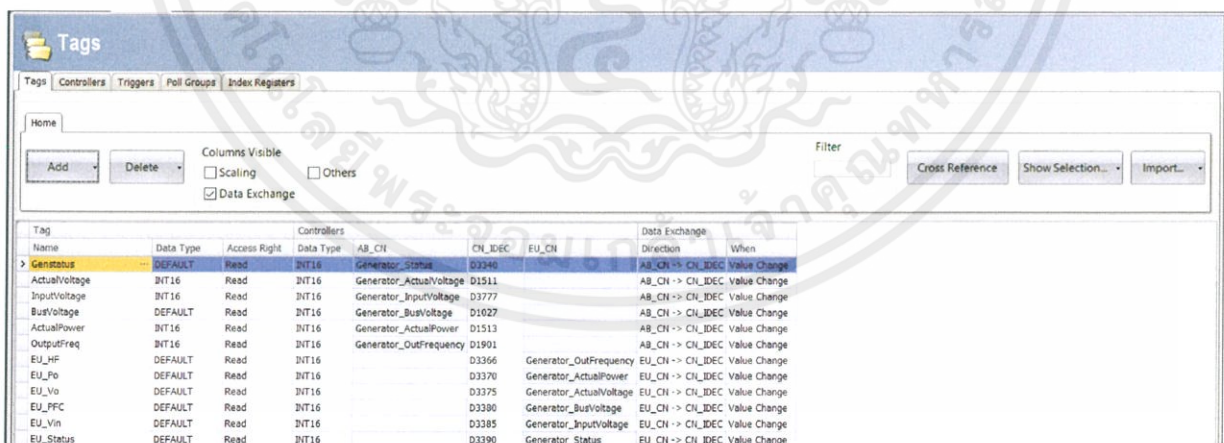 Tags
Tags Controllers Triggers Poll Groups Index Registers
Home
Add Delete Columns Visible Scaling Others Data Exchange Filter Cross Reference Show Selection... Import...
Tag Controllers Data Exchange
Name Data Type Access Right Data Type AB_CN CN_IDEC EU_CN Direction When
Genstatus ... DEFAULT Read INT16 Generator_Status D3340 AB_CN -> CN_IDEC Value Change
ActualVoltage INT16 Read INT16 Generator_ActualVoltage D1511 AB_CN -> CN_IDEC Value Change
InputVoltage INT16 Read INT16 Generator_InputVoltage D3777 AB_CN -> CN_IDEC Value Change
BusVoltage DEFAULT Read INT16 Generator_BusVoltage D1027 AB_CN -> CN_IDEC Value Change
ActualPower INT16 Read INT16 Generator_ActualPower D1513 AB_CN -> CN_IDEC Value Change
OutputFreq INT16 Read INT16 Generator_OutFrequency D1901 AB_CN -> CN_IDEC Value Change
EU_HF DEFAULT Read INT16 D3366 Generator_OutFrequency EU_CN -> CN_IDEC Value Change
EU_Po DEFAULT Read INT16 D3370 Generator_ActualPower EU_CN -> CN_IDEC Value Change
EU_Vo DEFAULT Read INT16 D3375 Generator_ActualVoltage EU_CN -> CN_IDEC Value Change
EU_PFC DEFAULT Read INT16 D3380 Generator_BusVoltage EU_CN -> CN_IDEC Value Change
EU_Vin DEFAULT Read INT16 D3385 Generator_InputVoltage EU_CN -> CN_IDEC Value Change
EU_Status DEFAULT Read INT16 D3390 Generator_Status EU_CN -> CN_IDEC Value Change